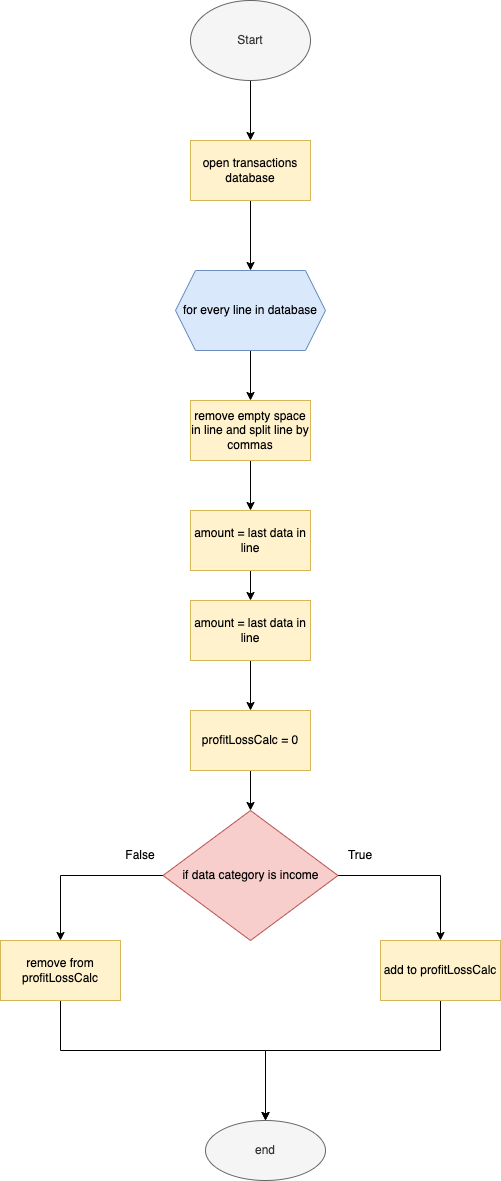 Start
open transactions
database
for every line in database
remove empty space
in line and split line by
commas
amount = last data in
line
amount = last data in
line
profitLossCalc = 0
False
True
if data category is income
remove from
profitLossCalc
add to profitLossCalc
end